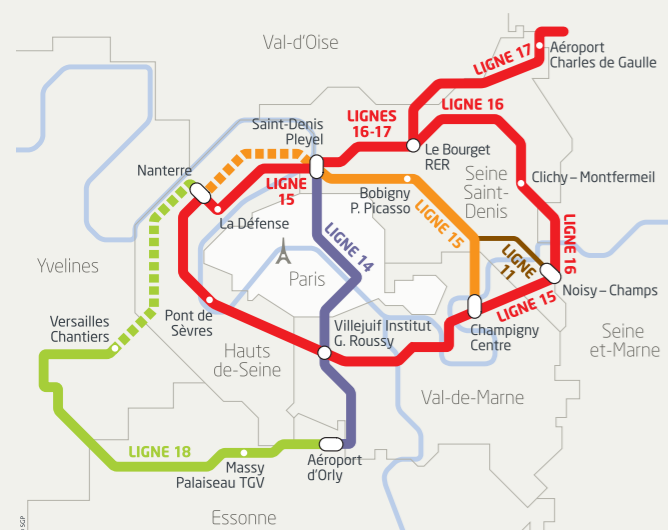 Val-d'Oise
LIGNE 17
Aéroport
Charles de Gaulle
LIGNES
16-17
LIGNE 16
Saint-Denis
Pleyel
Le Bourget
RER
Nanterre
LIGNE
15
Seine
Saint-
Denis
Clichy – Montfermeil
Bobigny
P. Picasso
La Défense
LIGNE 15
LIGNE 14
LIGNE
11
LIGNE 16
Yvelines
Paris
Noisy – Champs
LIGNE 15
Pont de
Sèvres
Versailles
Chantiers
Villejuif Institut
G. Roussy
Champigny
Centre
Seine
et-Marne
Hauts
de-Seine
Val-de-Marne
LIGNE 18
Massy
Palaiseau TGV
Aéroport
d'Orly
Essonne
SGP